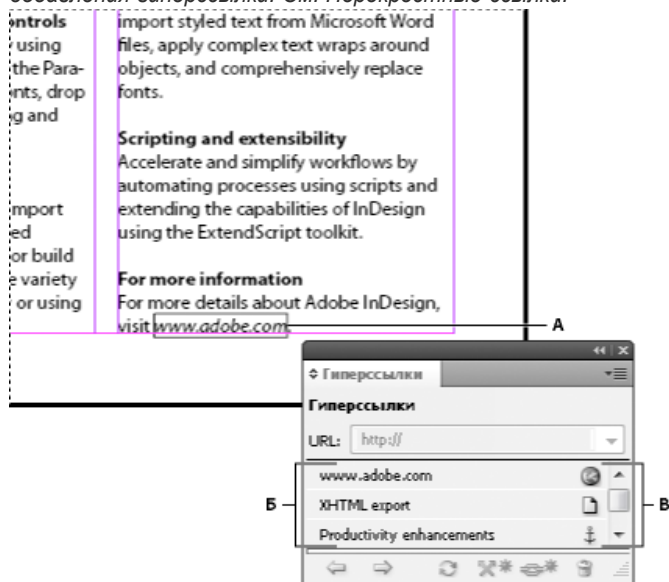 ontrols
using
the Para-
nts, drop
g and
mport
ed
or build
e variety
or using
import styled text from Microsoft Word
files, apply complex text wraps around
objects, and comprehensively replace
fonts.
Scripting and extensibility
Accelerate and simplify workflows by
automating processes using scripts and
extending the capabilities of InDesign
using the ExtendScript toolkit.
For more information
For more details about Adobe InDesign,
visit www.adobe.com.
А
Гиперссылки
Гиперссылки
URL: http://
www.adobe.com
XHTML export
Productivity enhancements
Б
В